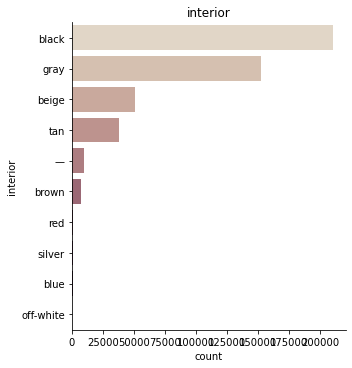 interior
black
gray
beige
tan
—
brown
red
silver
blue
off-white
interior
0 25000 50000 75000 100000 125000 150000 175000 200000
count